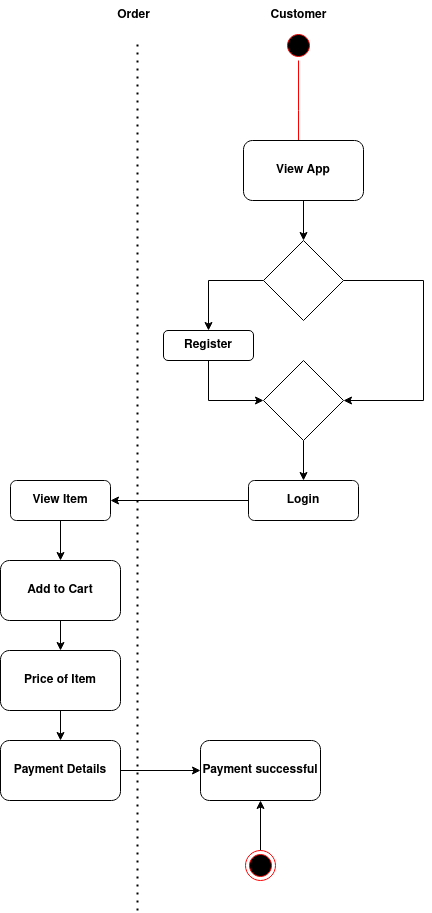 Order
Customer
View App
Register
View Item
Login
Add to Cart
Price of Item
Payment Details
Payment successful